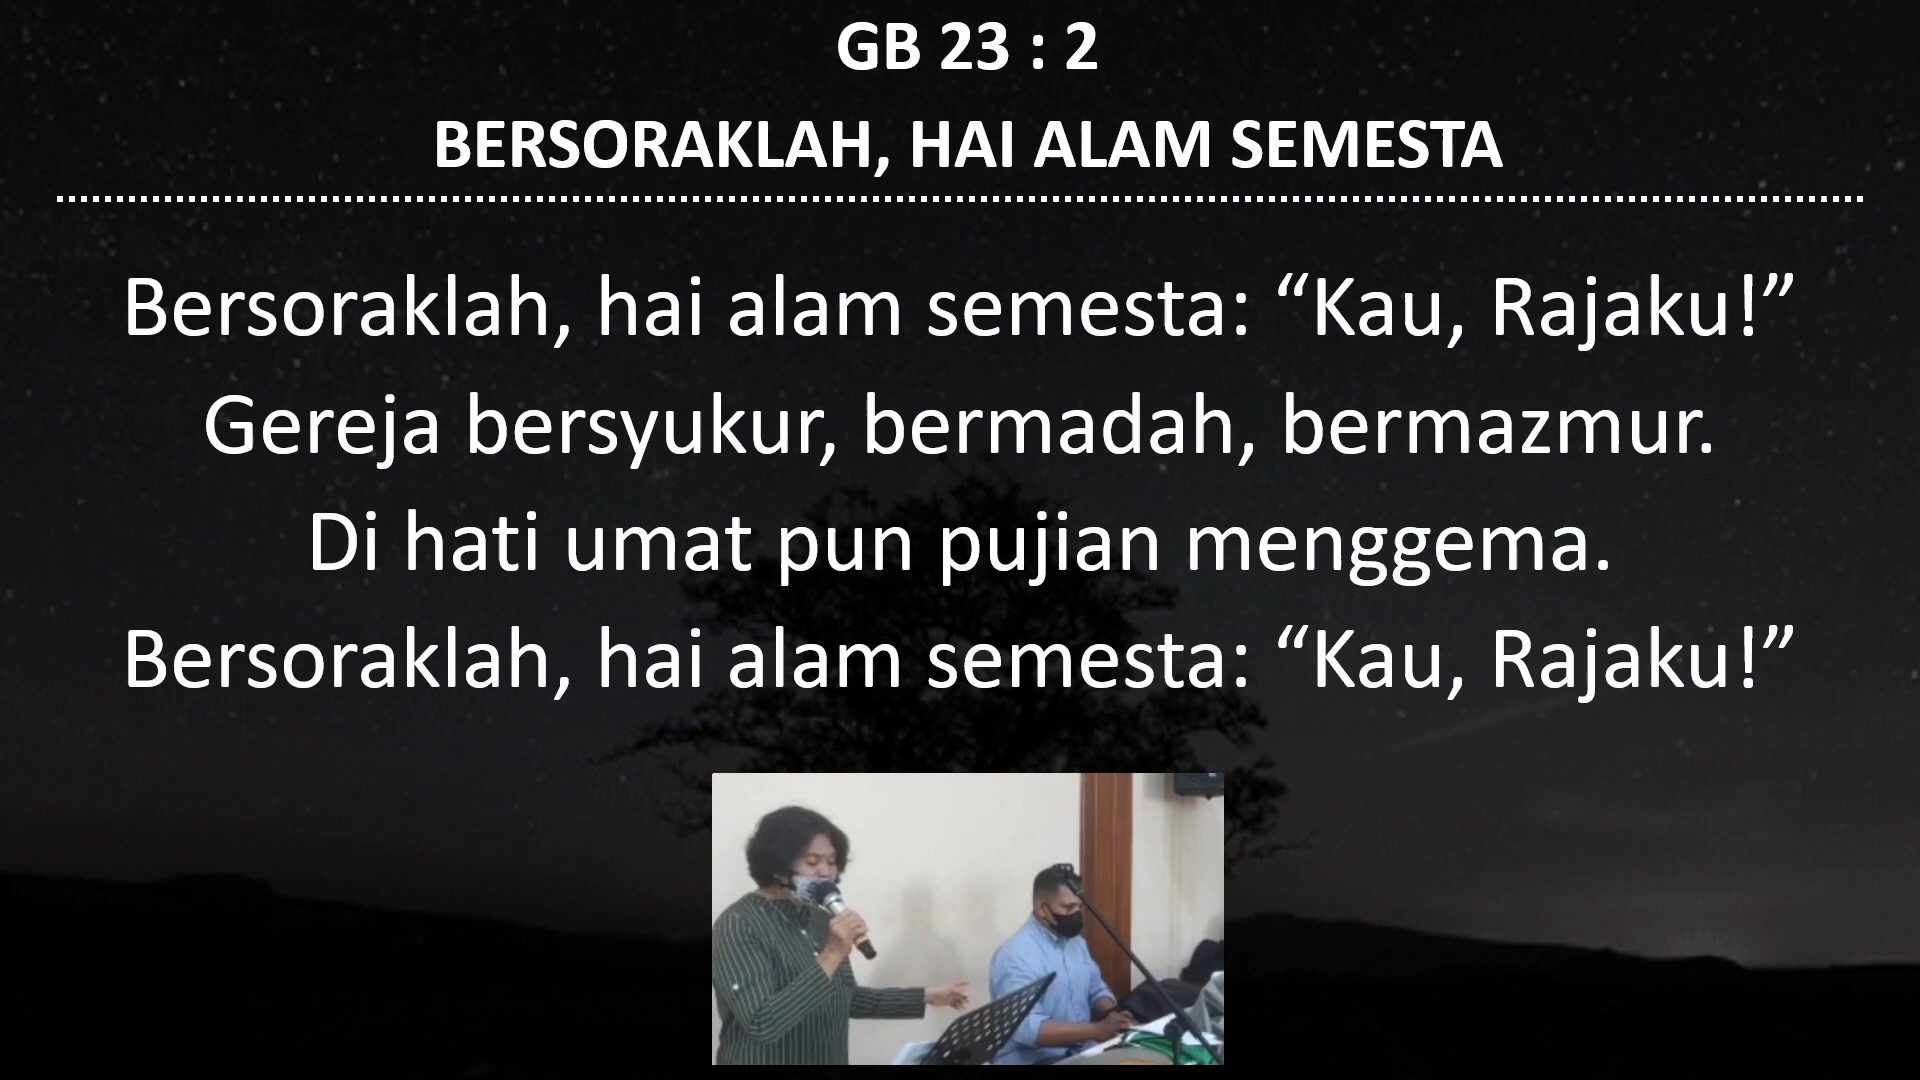 GB 23 : 2
BERSORAKLAH, HAI ALAM SEMESTA
Bersoraklah, hai alam semesta: “Kau, Rajaku!”
Gereja bersyukur, bermadah, bermazmur.
Di hati umat pun pujian menggema.
Bersoraklah, hai alam semesta: “Kau, Rajaku!”